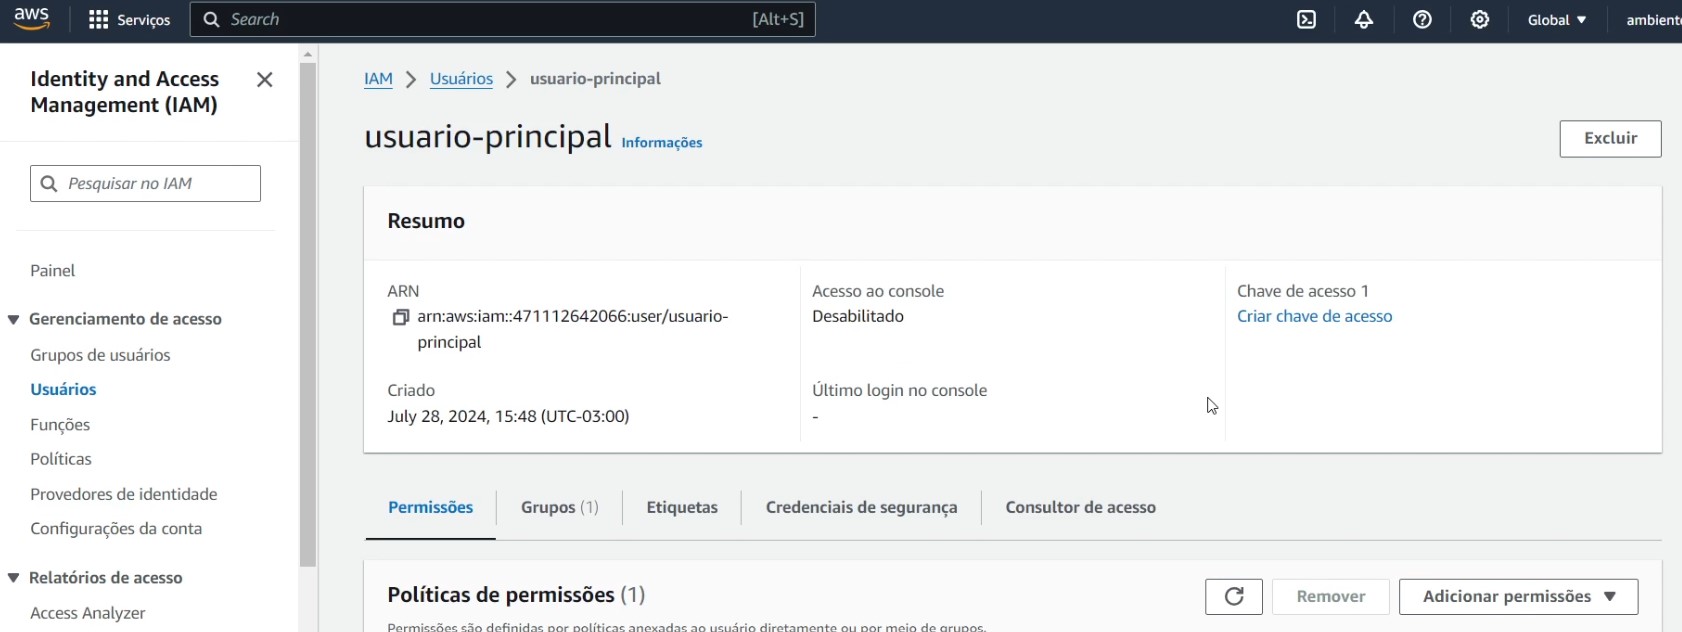 aws
Serviços
Search
[Alt+S]
Global
ambiente
Identity and Access
Management (IAM)
Pesquisar no IAM
Painel
Gerenciamento de acesso
Grupos de usuários
Usuários
Funções
Políticas
Provedores de identidade
Configurações da conta
Relatórios de acesso
Access Analyzer
IAM
Usuários
usuario-principal
usuario-principal
Informações
Excluir
Resumo
ARN
arn:aws:iam::471112642066:user/usuario-
principal
Criado
July 28, 2024, 15:48 (UTC-03:00)
Acesso ao console
Desabilitado
Último login no console
-
Chave de acesso 1
Criar chave de acesso
Permissões
Grupos (1)
Etiquetas
Credenciais de segurança
Consultor de acesso
Políticas de permissões (1)
Remover
Adicionar permissões
Permissões são definidas por políticas anexadas ao usuário diretamente ou por meio de grupos.